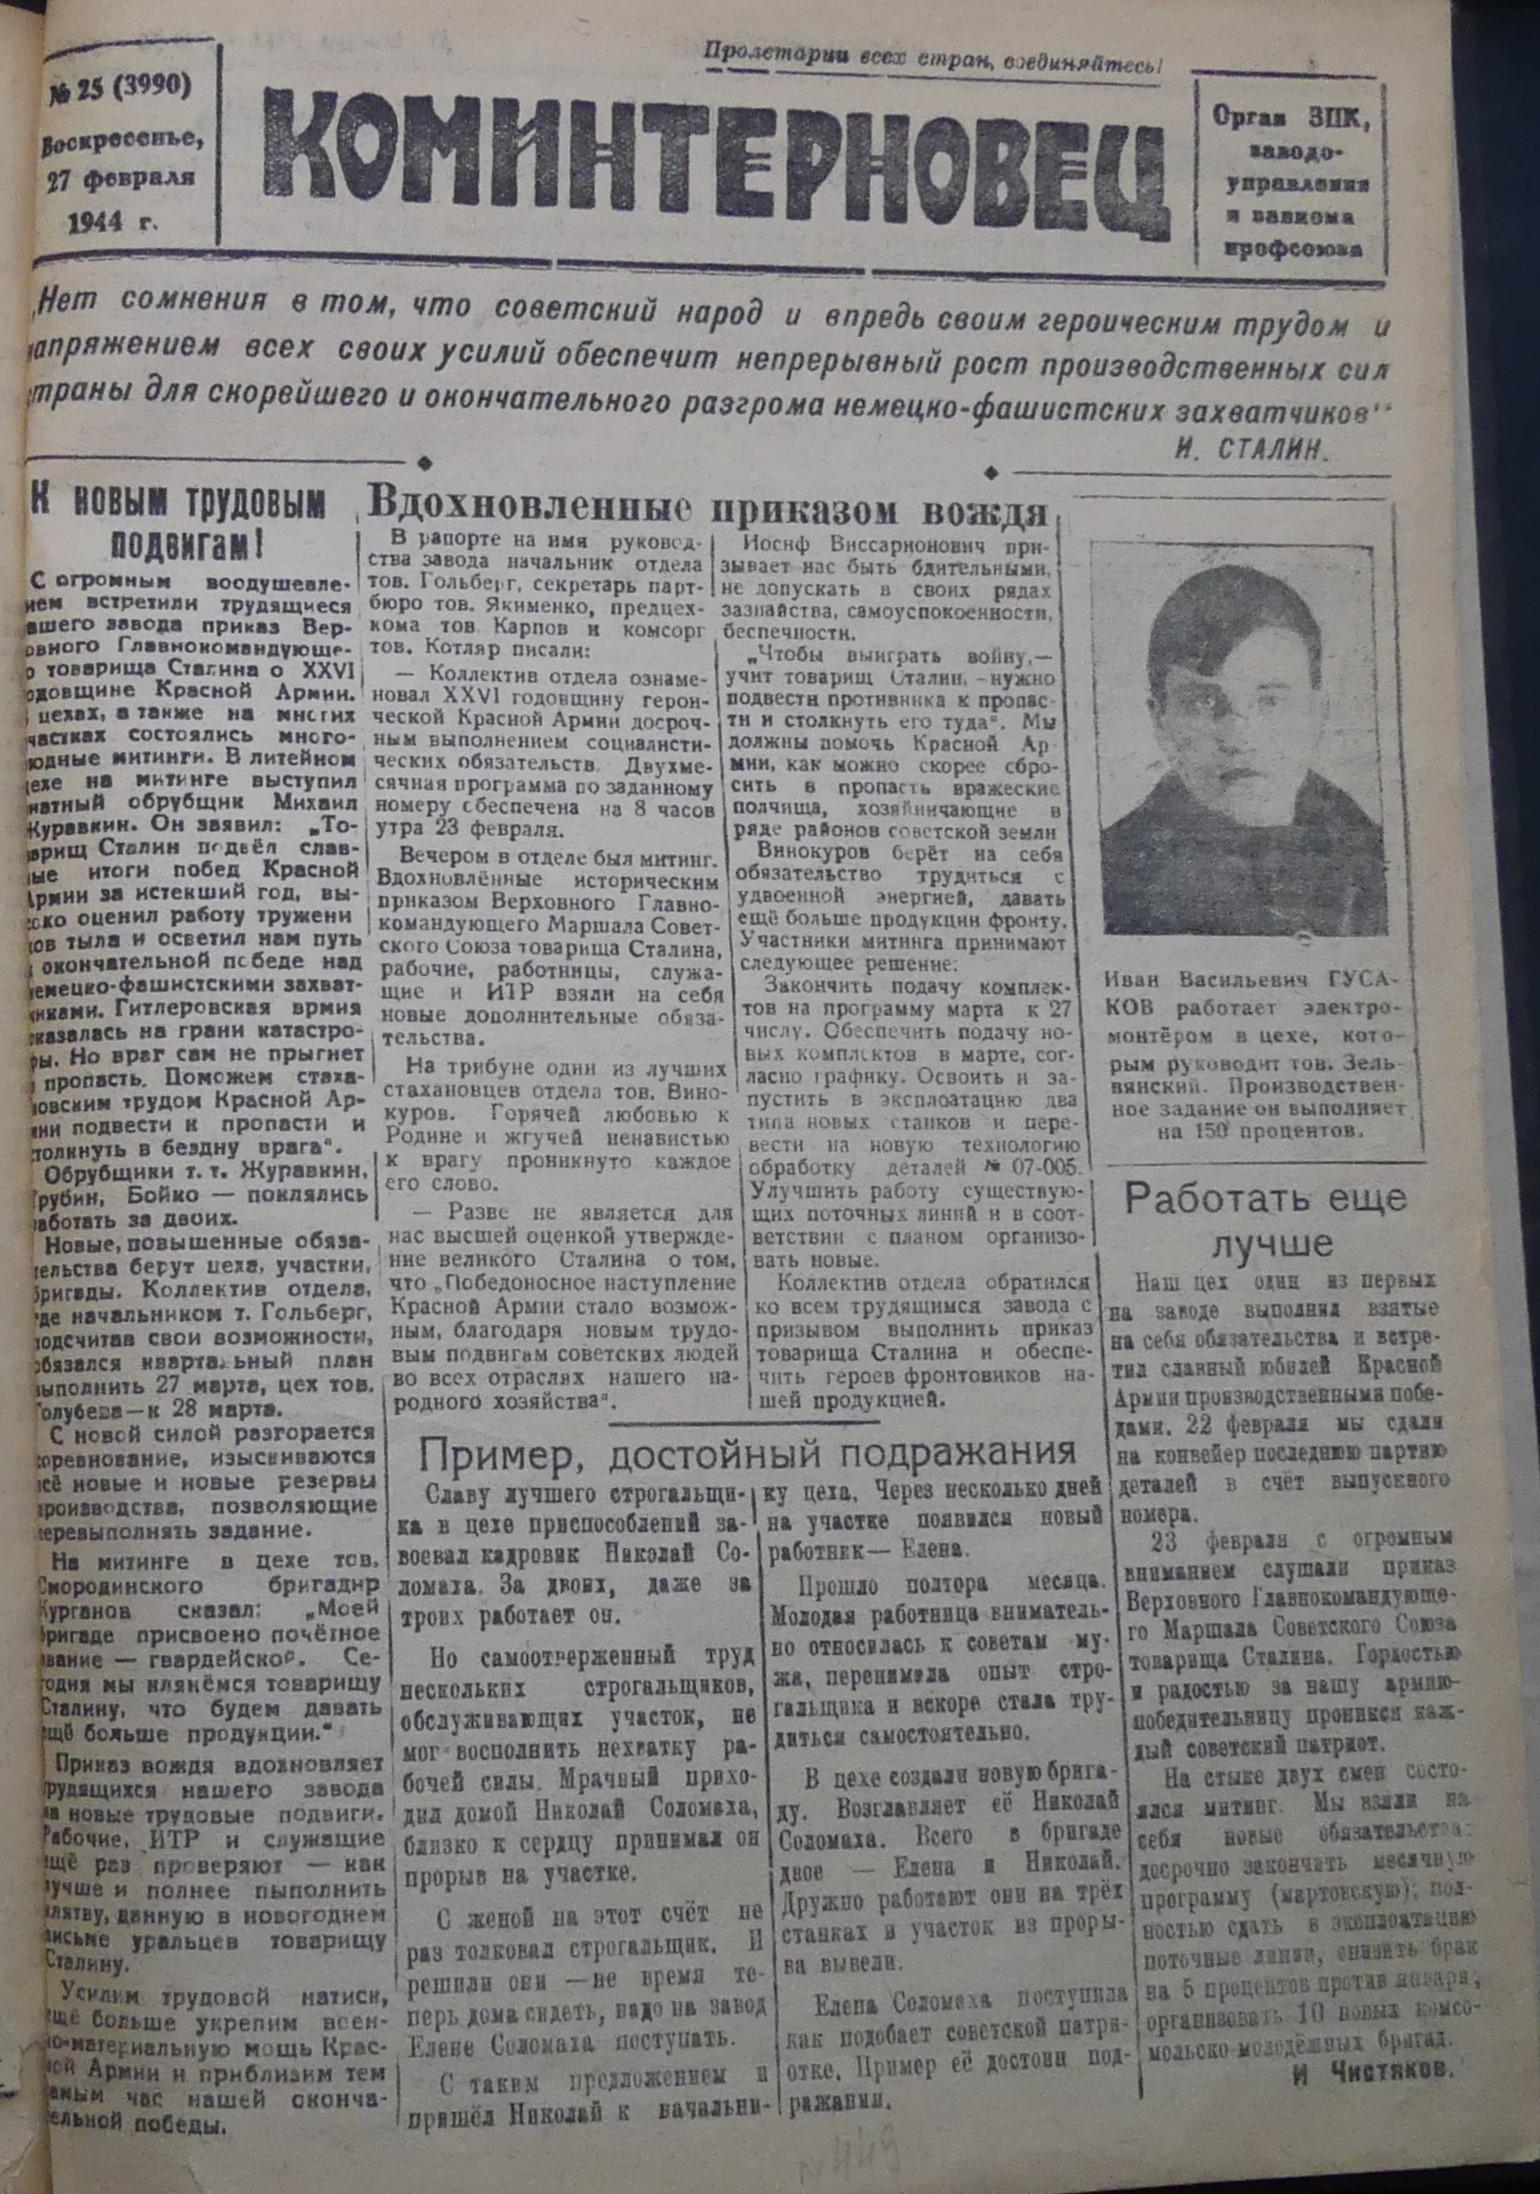 № 25 (3990)
Воскресенье,
27 февраля
1944 г.
Пролетарии всех стран, соединяйтесь!
КОМИНТЕРНОВЕЦ
Орган ЗПК,
заводо-
управления
и завкома
профсоюза
„Нет сомнения в том, что советский народ и впредь своим героическим трудом и
напряжением всех своих усилий обеспечит непрерывный рост производственных сил
страны для скорейшего и окончательного разгрома немецко-фашистских захватчиков“
И. СТАЛИН.
К НОВЫМ ТРУДОВЫМ
ПОДВИГАМ!
С огромным воодушевле-
нием встретили трудящиеся
нашего завода приказ Вер-
овного Главнокомандующе-
о товарища Сталина о XXVI
одовщине Красной Армии.
цехах, а также на многих
частках состоялись много-
юдные митинги. В литейном
цехе на митинге выступил
натный обрубщик Михаил
Журавкин. Он заявил: „То-
варищ Сталин подвёл слав-
ные итоги побед Красной
Армии за истекший год, вы-
соко оценил работу тружени
ков тыла и осветил нам путь
к окончательной победе над
немецко-фашистскими захват-
чиками. Гитлеровская врмия
оказалась на грани катастро-
фы. Но враг сам не прыгнет
в пропасть. Поможем стаха-
новским трудом Красной Ар-
мии подвести к пропасти и
столкнуть в бездну врага“.
Обрубщики т. т. Журавкин,
Трубин, Бойко — поклялись
работать за двоих.
Новые, повышенные обяза-
тельства берут цеха, участки,
бригады. Коллектив отдела,
где начальником т. Гольберг,
подсчитав свои возможности,
обязался квартальный план
выполнить 27 марта, цех тов.
Голубева—к 28 марта.
С новой силой разгорается
соревнование, изыскиваются
всё новые и новые резервы
производства, позволяющие
перевыполнять задание.
На митинге в цехе тов.
Смородинского бригадир
Курганов сказал: „Моей
бригаде присвоено почётное
звание — гвардейской. Се-
годня мы клянёмся товарищу
Сталину, что будем давать
ещё больше продукции.“
Приказ вождя вдохновляет
трудящихся нашего завода
на новые трудовые подвиги.
Рабочие, ИТР и служащие
ещё раз проверяют — как
лучше и полнее пыполнить
клятву, данную в новогоднем
письме уральцев товарищу
Сталину.
Усилим трудовой натиск,
ещё больше укрепим воен-
но-материальную мощь Крас-
ной Армии и приблизим тем
самым час нашей оконча-
тельной победы.
Вдохновленные приказом вождя
В рапорте на имя руковод-
ства завода начальник отдела
тов. Гольберг, секретарь парт-
бюро тов. Якименко, предцех-
кома тов. Карпов и комсорг
тов. Котляр писали:
— Коллектив отдела ознаме-
новал XXVI годовщину герои-
ческой Красной Армии досроч-
ным выполнением социалисти-
ческих обязательств. Двухме-
сячная программа по заданному
номеру обеспечена на 8 часов
утра 23 февраля.
Вечером в отделе был митинг.
Вдохновлённые историческим
приказом Верховного Главно-
командующего Маршала Совет-
ского Союза товарища Сталина,
рабочие, работницы, служа-
щие и ИТР взяли на себя
новые дополнительные обяза-
тельства.
На трибуне один из лучших
стахановцев отдела тов. Вино-
куров. Горячей любовью к
Родине и жгучей ненавистью
к врагу проникнуто каждое
его слово.
— Разве не является для
нас высшей оценкой утвержде-
ние великого Сталина о том,
что „Победоносное наступление
Красной Армии стало возмож-
ным, благодаря новым трудо-
вым подвигам советских людей
во всех отраслях нашего на-
родного хозяйства“.
Иосиф Виссарионович при-
зывает нас быть бдительными,
не допускать в своих рядах
зазнайства, самоуспокоенности,
беспечности.
„Чтобы выиграть войну,—
учит товарищ Сталин, —нужно
подвести противника к пропас-
ти и столкнуть его туда“. Мы
должны помочь Красной Ар
мии, как можно скорее сбро-
сить в пропасть вражеские
полчища, хозяйничающие в
ряде районов советской земли
Винокуров берёт на себя
обязательство трудиться с
удвоенной энергией, давать
ещё больше продукции фронту.
Участники митинга принимают
следующее решение:
Закончить подачу комплек-
тов на программу марта к 27
числу. Обеспечить подачу но-
вых комплектов в марте, сог-
ласно графику. Освоить и за-
пустить в эксплоатацию два
типа новых станков и пере-
вести на новую технологию
обработку деталей № 07-005.
Улучшить работу существую-
щих поточных линий и в соот-
ветствии с планом организо-
вать новые.
Коллектив отдела обратился
ко всем трудящимся завода с
призывом выполнить приказ
товарища Сталина и обеспе-
чить героев фронтовиков на-
шей продукцией.
Иван Васильевич ГУСА-
КОВ работает электро-
монтёром в цехе, кото-
рым руководит тов. Зель-
вянский. Производствен-
ное задание он выполняет
на 150 процентов.
Пример, достойный подражания
Славу лучшего строгальщи-
ка в цехе приспособлений за-
воевал кадровик Николай Со-
ломаха. За двоих, даже за
троих работает он.
Но самоотверженный труд
нескольких строгальщиков,
обслуживающих участок, не
мог восполнить нехватку ра-
бочей силы. Мрачный прихо-
дил домой Николай Соломаха,
близко к сердцу принимал он
прорыв на участке.
С женой на этот счёт не
раз толковал строгальщик. И
решили они —не время те-
перь дома сидеть, надо на завод
Елене Соломаха поступать.
С таким предложением и
пришёл Николай к начальни-
ку цеха. Через несколько дней
на участке появился новый
работник— Елена.
Прошло полтора месяца.
Молодая работница внематель-
но относилась к советам му-
жа, перенимала опыт стро-
гальщика и вскоре стала тру-
диться самостоятельно.
В цехе создали новую брига-
ду. Возглавляет её Николай
Соломаха. Всего в бригаде
двое — Елена и Николай.
Дружно работают они на трёх
станках и участок из проры-
ва вывели.
Елена Соломаха поступила
как подобает советской патри-
отке. Пример её достоин под-
ражания.
Работать еще
лучше
Наш цех один из первых
на заводе выполнил взятые
на себя обязательства и встре-
тил славный юбилей Красной
Армии производственными побе-
дами. 22 февраля мы сдали
на конвейер последнюю партию
деталей в счёт выпускного
номера.
23 февраля с огромным
вниманием слушали приказ
Верховного Главнокомандующе-
го Маршала Советского Союза
товарища Сталина. Гордостью
и радостью за нашу армию-
победительницу проникся каж-
дый советский патриот.
На стыке двух смен состо-
ялся митинг. Мы взяли на
себя новые обязательства:
досрочно закончить месячную
программу (мартовскую); пол-
ностью сдать в эксплоатацию
поточные линии, снизить брак
на 5 процентов против января;
организовать 10 новых комсо-
мольско-молодёжных бригад.
И Чистяков.